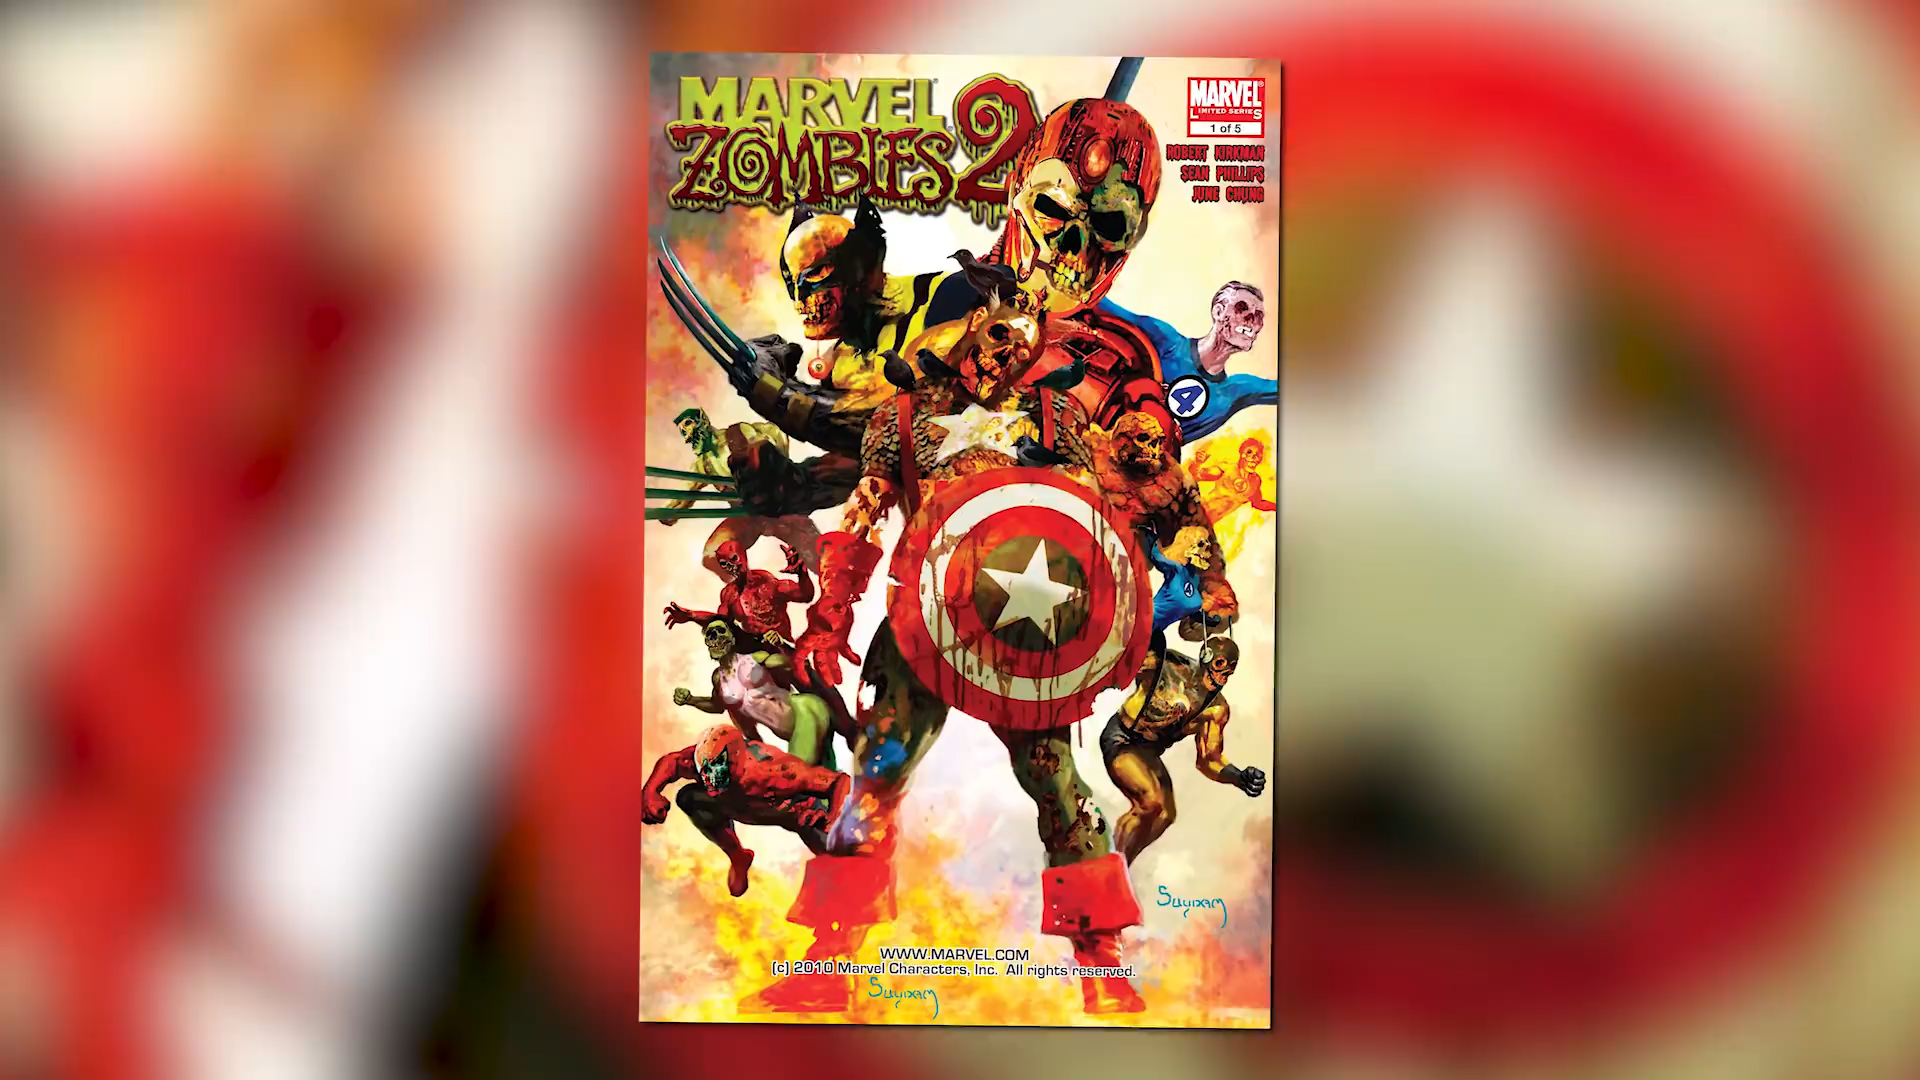 MARVEL
ZOMBIES 2
MARVEL
LIMITED SERIES
1 of 5
ROBERT KIRKMAN
SEAN PHILLIPS
JUNE CHUNG
4
4
Suydam
WWW.MARVEL.COM
(c) 2010 Marvel Characters, Inc. All rights reserved.
Suydam